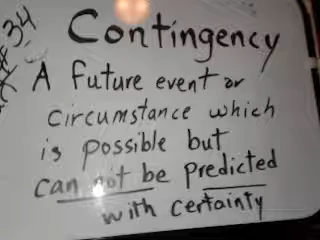 #34
Contingency
A future event or
circumstance which
is possible but
can not be predicted
with certainty